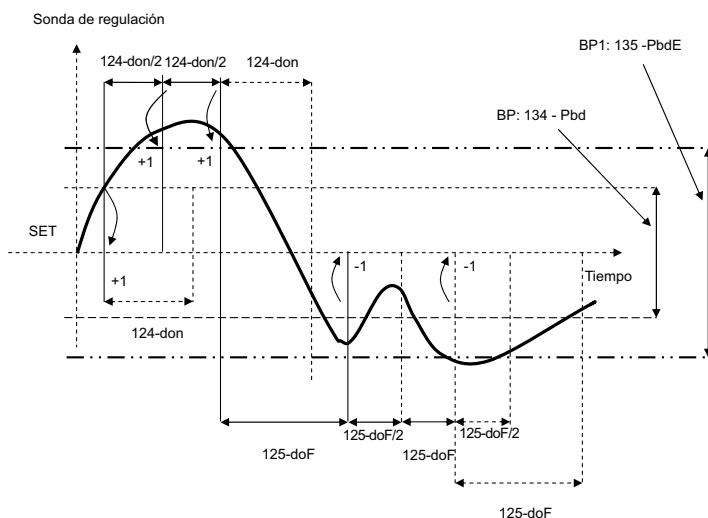 Sonda de regulación
BP1: 135 -PbdE
124-don/2 124-don/2 124-don
BP: 134 - Pbd
+1 +1
SET
+1
-1 -1
Tiempo
124-don
125-doF/2 125-doF/2
125-doF 125-doF
125-doF